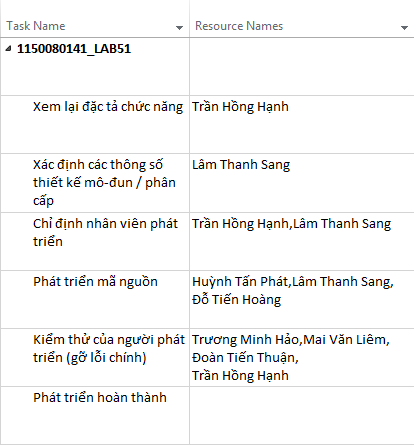 Task Name Resource Names
1150080141_LAB51
Xem lại đặc tả chức năng Trần Hồng Hạnh
Xác định các thông số Lâm Thanh Sang
thiết kế mô-đun / phân
cấp
Chỉ định nhân viên phát Trần Hồng Hạnh,Lâm Thanh Sang
triển
Phát triển mã nguồn Huỳnh Tấn Phát,Lâm Thanh Sang,
Đỗ Tiến Hoàng
Kiểm thử của người phát Trương Minh Hảo,Mai Văn Liêm,
triển (gỡ lỗi chính) Đoàn Tiến Thuận,
Trần Hồng Hạnh
Phát triển hoàn thành